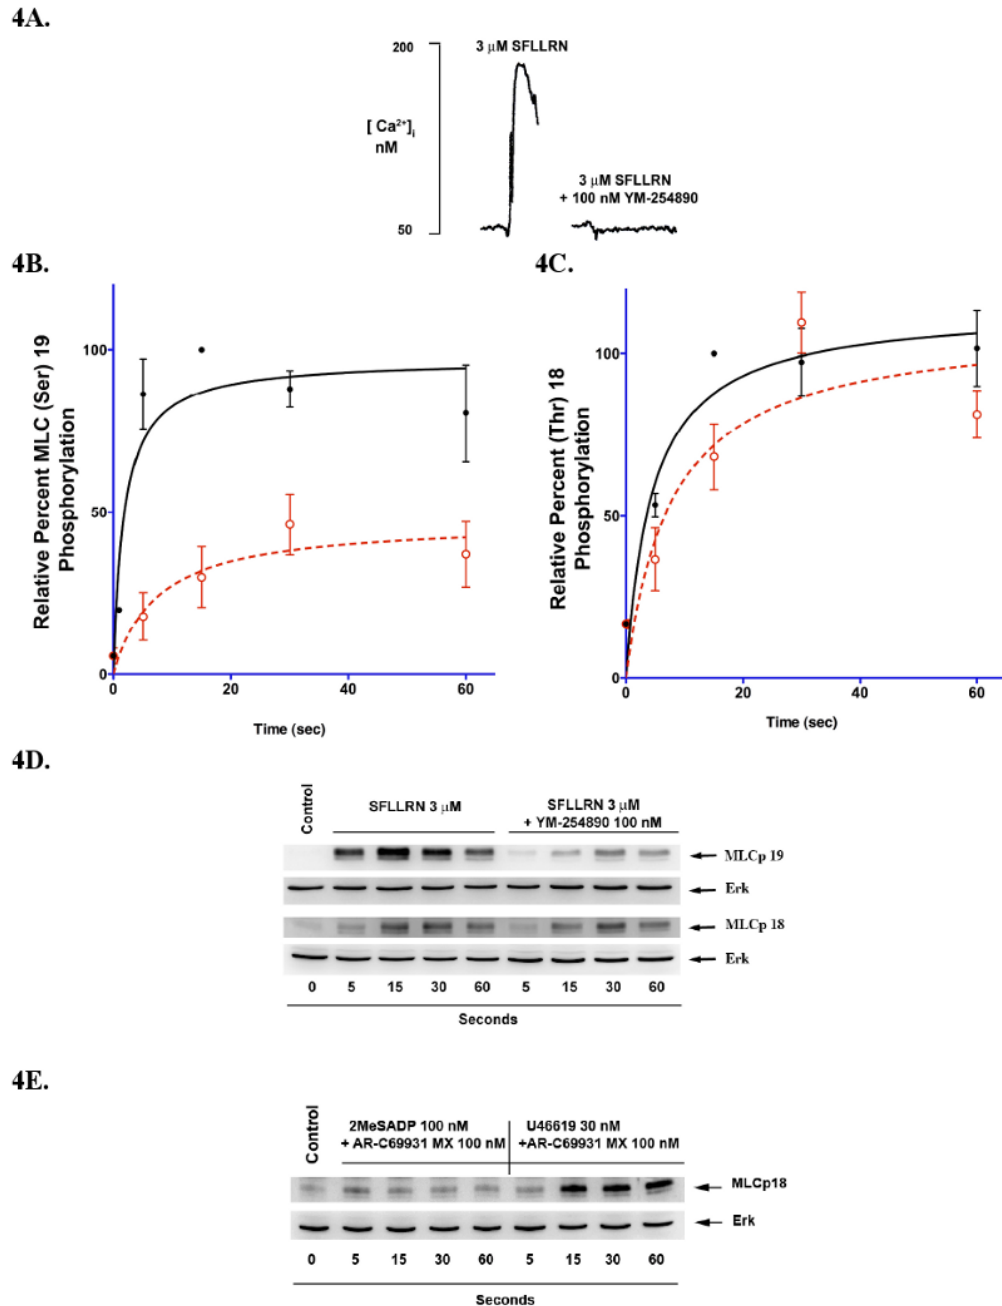 4A.
200
3 μM SFLLRN
[ Ca2+]i
nM
3 μM SFLLRN
+ 100 nM YM-254890
50
4B.
Relative Percent MLC (Ser) 19
Phosphorylation
100
50
0
0 20 40 60
Time (sec)
4C.
Relative Percent (Thr) 18
Phosphorylation
100
50
0
0 20 40 60
Time (sec)
4D.
Control
SFLLRN 3 μM
SFLLRN 3 μM
+ YM-254890 100 nM
MLCp 19
Erk
MLCp 18
Erk
0 5 15 30 60 5 15 30 60
Seconds
4E.
Control
2MeSADP 100 nM
+ AR-C69931 MX 100 nM
U46619 30 nM
+AR-C69931 MX 100 nM
MLCp18
Erk
0 5 15 30 60 5 15 30 60
Seconds